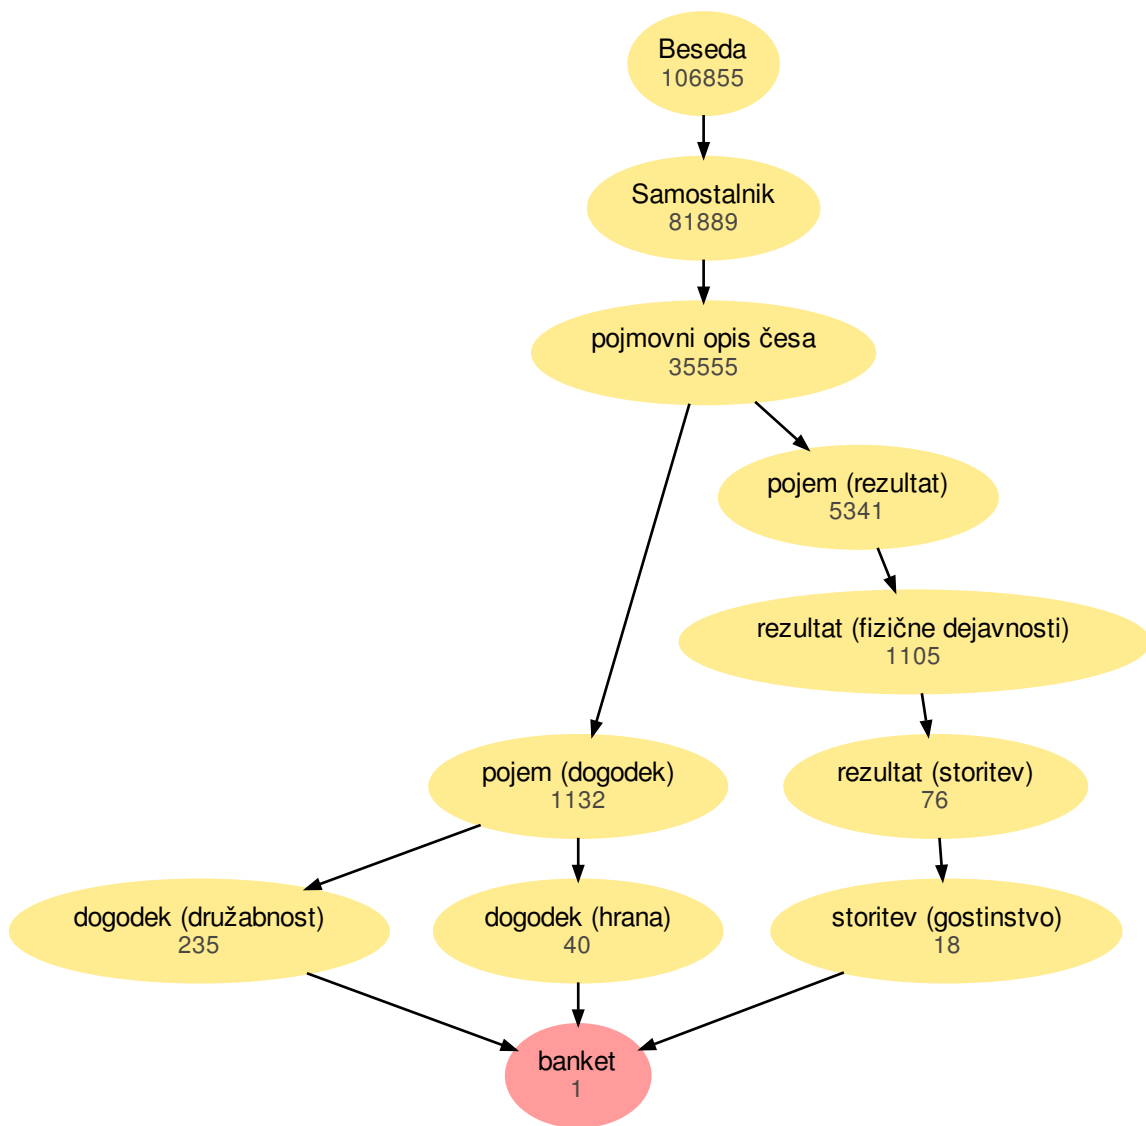 Beseda
106855
Samostalnik
81889
pojmovni opis česa
35555
pojem (rezultat)
5341
rezultat (fizične dejavnosti)
1105
pojem (dogodek)
1132
rezultat (storitev)
76
dogodek (družabnost)
235
dogodek (hrana)
40
storitev (gostinstvo)
18
banket
1